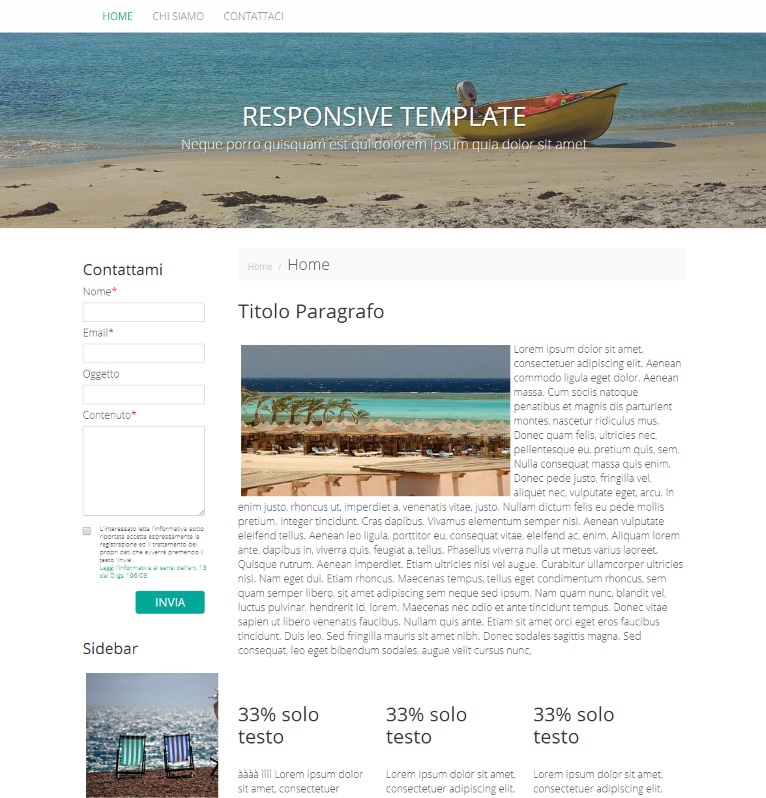 HOME CHI SIAMO CONTATTACI
RESPONSIVE TEMPLATE
Neque porro quisquam est qui dolorem ipsum quia dolor sit amet
Contattami
Nome*
Email*
Oggetto
Contenuto*
L'interessato letta l'informativa sotto
riportata accetta espressamente la
registrazione ed il trattamento dei
propri dati che avverrà premendo il
testo 'Invia'.
Leggi l'informativa ai sensi dell'art. 13
del D.lgs. 196/03
INVIA
Sidebar
Home / Home
Titolo Paragrafo
Lorem ipsum dolor sit amet,
consectetuer adipiscing elit. Aenean
commodo ligula eget dolor. Aenean
massa. Cum sociis natoque
penatibus et magnis dis parturient
montes, nascetur ridiculus mus.
Donec quam felis, ultricies nec,
pellentesque eu, pretium quis, sem.
Nulla consequat massa quis enim.
Donec pede justo, fringilla vel,
aliquet nec, vulputate eget, arcu. In
enim justo, rhoncus ut, imperdiet a, venenatis vitae, justo. Nullam dictum felis eu pede mollis
pretium. Integer tincidunt. Cras dapibus. Vivamus elementum semper nisi. Aenean vulputate
eleifend tellus. Aenean leo ligula, porttitor eu, consequat vitae, eleifend ac, enim. Aliquam lorem
ante, dapibus in, viverra quis, feugiat a, tellus. Phasellus viverra nulla ut metus varius laoreet.
Quisque rutrum. Aenean imperdiet. Etiam ultricies nisi vel augue. Curabitur ullamcorper ultricies
nisi. Nam eget dui. Etiam rhoncus. Maecenas tempus, tellus eget condimentum rhoncus, sem
quam semper libero, sit amet adipiscing sem neque sed ipsum. Nam quam nunc, blandit vel,
luctus pulvinar, hendrerit id, lorem. Maecenas nec odio et ante tincidunt tempus. Donec vitae
sapien ut libero venenatis faucibus. Nullam quis ante. Etiam sit amet orci eget eros faucibus
tincidunt. Duis leo. Sed fringilla mauris sit amet nibh. Donec sodales sagittis magna. Sed
consequat, leo eget bibendum sodales, augue velit cursus nunc,
33% solo
testo
àààà ìììì Lorem ipsum dolor
sit amet, consectetuer
33% solo
testo
Lorem ipsum dolor sit amet,
consectetuer adipiscing elit.
33% solo
testo
Lorem ipsum dolor sit amet,
consectetuer adipiscing elit.